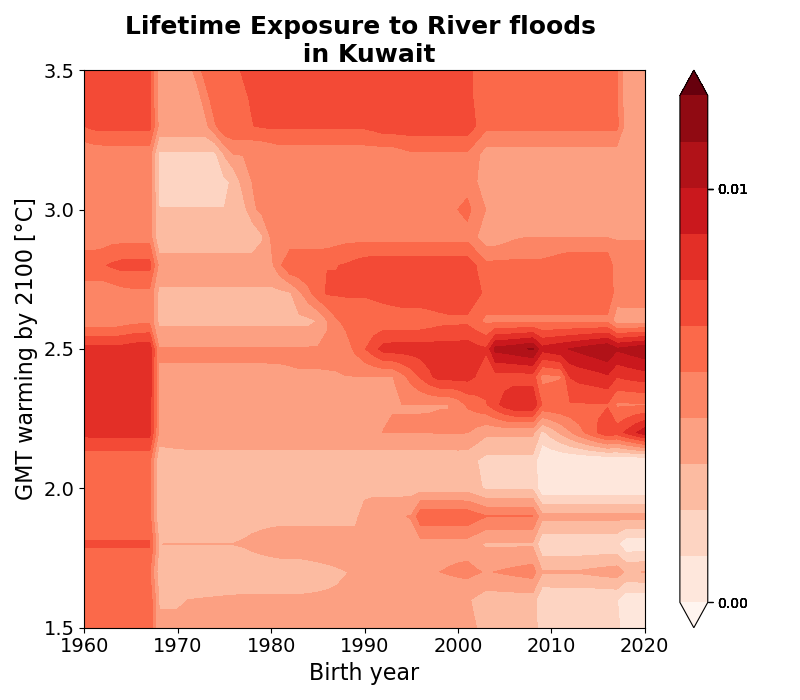 Lifetime Exposure to River floods
in Kuwait
GMT warming by 2100 [°C]
3.5
3.0
2.5
2.0
1.5
1960 1970 1980 1990 2000 2010 2020
Birth year
0.01
0.00